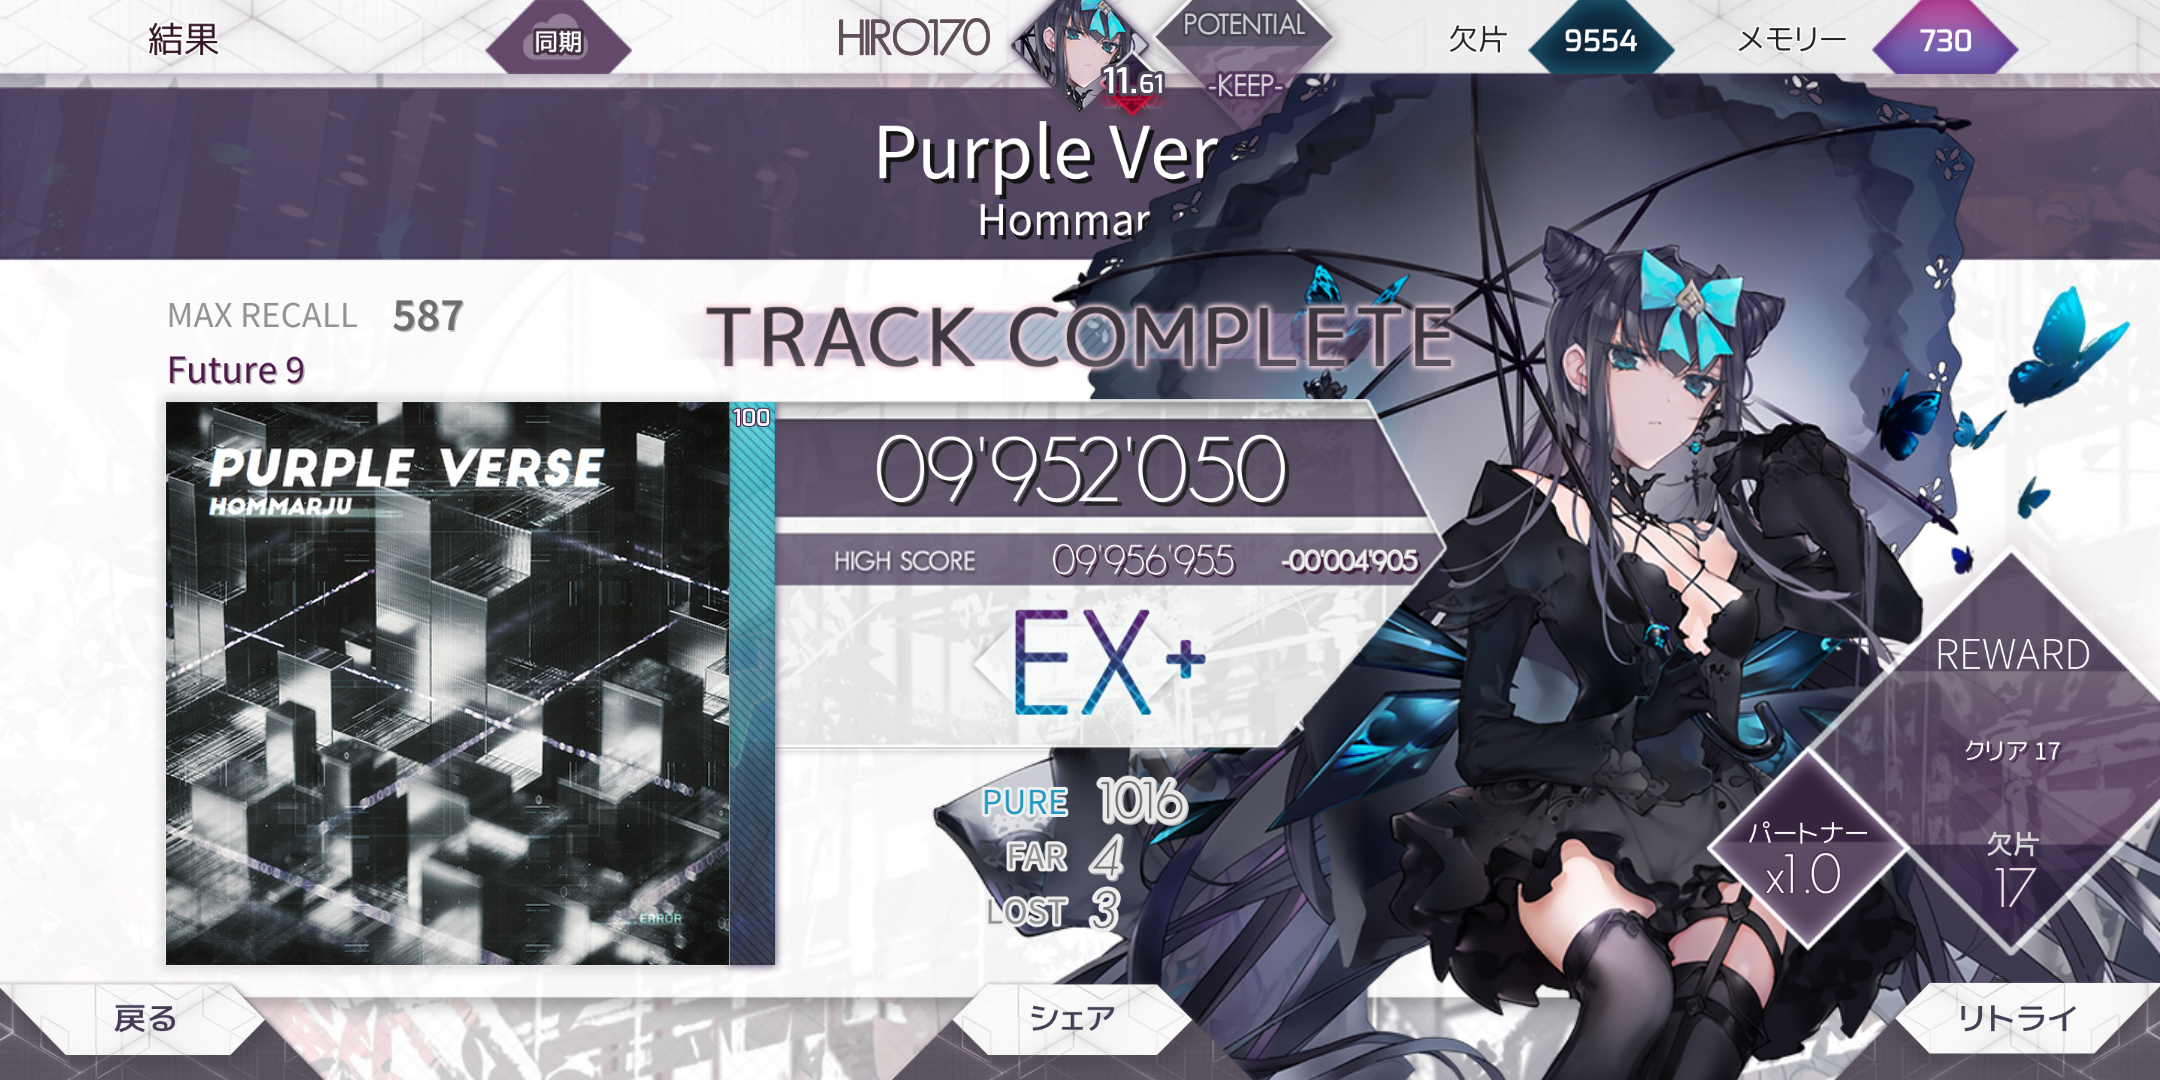 結果
同期
HIRO170
11.61
POTENTIAL
-KEEP-
欠片 9554
メモリー 730
Purple Ver
Hommar
MAX RECALL 587
Future 9
TRACK COMPLETE
100
PURPLE VERSE
HOMMARJU
ERROR
09'952'050
HIGH SCORE 09'956'955 -00'004'905
EX+
PURE 1016
FAR 4
LOST 3
REWARD
クリア 17
欠片
17
パートナー
x1.0
戻る
シェア
リトライ